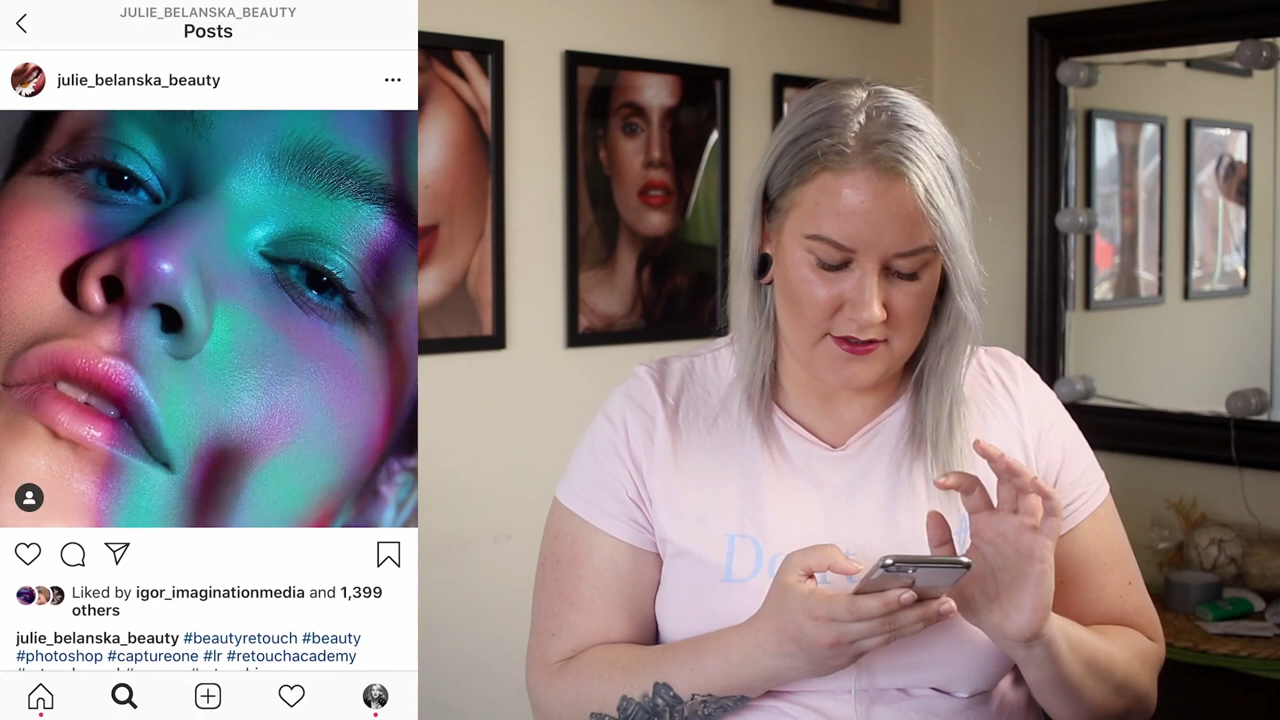 JULIE_BELANSKA_BEAUTY
Posts
julie_belanska_beauty
Liked by igor_imaginationmedia and 1,399
others
julie_belanska_beauty #beautyretouch #beauty
#photoshop #captureone #lr #retouchacademy